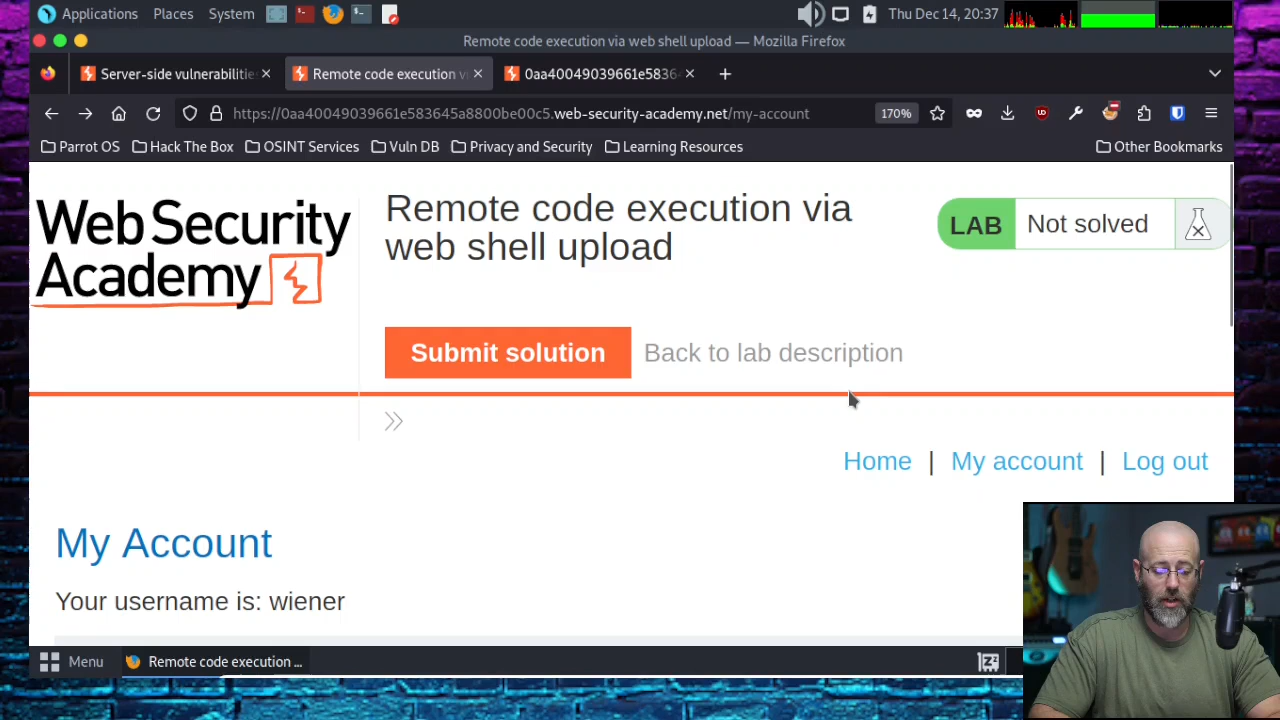 Applications Places System Thu Dec 14, 20:37
Remote code execution via web shell upload — Mozilla Firefox
Server-side vulnerabilities Remote code execution v 0aa40049039661e5836
https://0aa40049039661e583645a8800be00c5.web-security-academy.net/my-account 170%
Parrot OS Hack The Box OSINT Services Vuln DB Privacy and Security Learning Resources Other Bookmarks
Web Security
Academy
Remote code execution via
web shell upload
LAB Not solved
Submit solution Back to lab description
Home | My account | Log out
My Account
Your username is: wiener
Menu Remote code execution ...